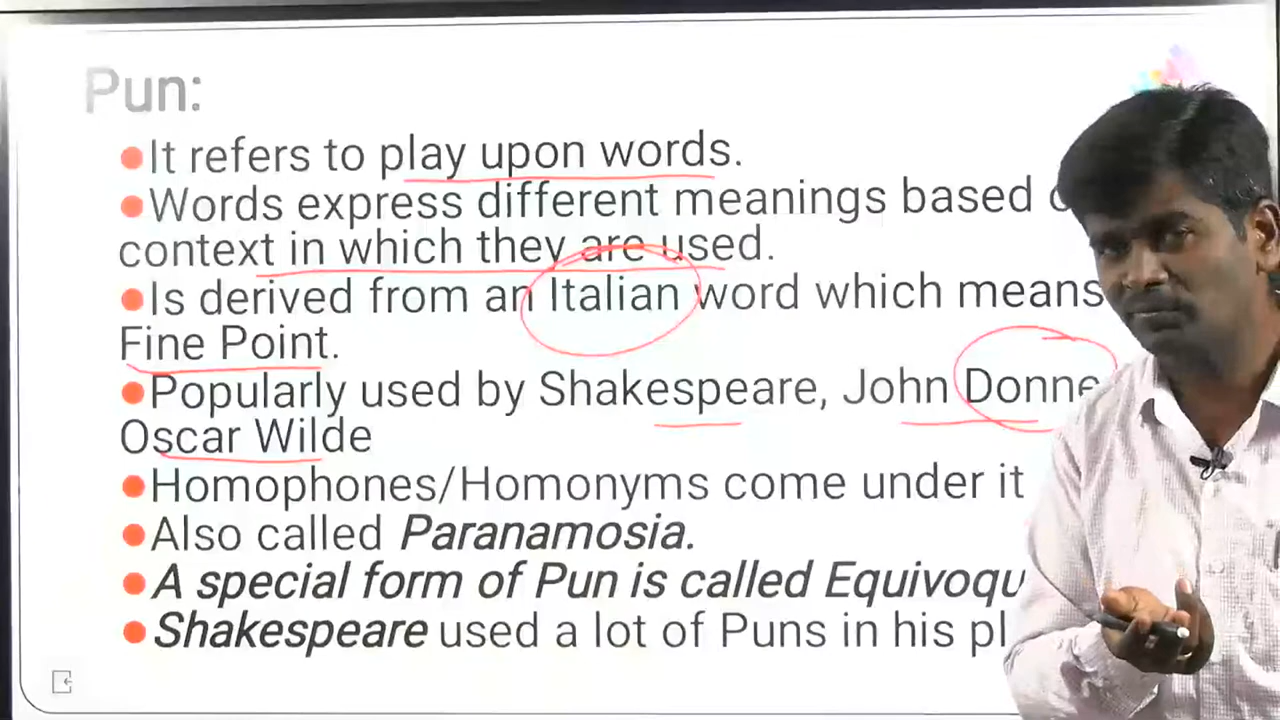 Pun:
●It refers to play upon words.
●Words express different meanings based
context in which they are used.
●Is derived from an Italian word which means
Fine Point.
●Popularly used by Shakespeare, John Donne
Oscar Wilde
●Homophones/Homonyms come under it
●Also called Paranamosia.
●A special form of Pun is called Equivoqu
●Shakespeare used a lot of Puns in his pl